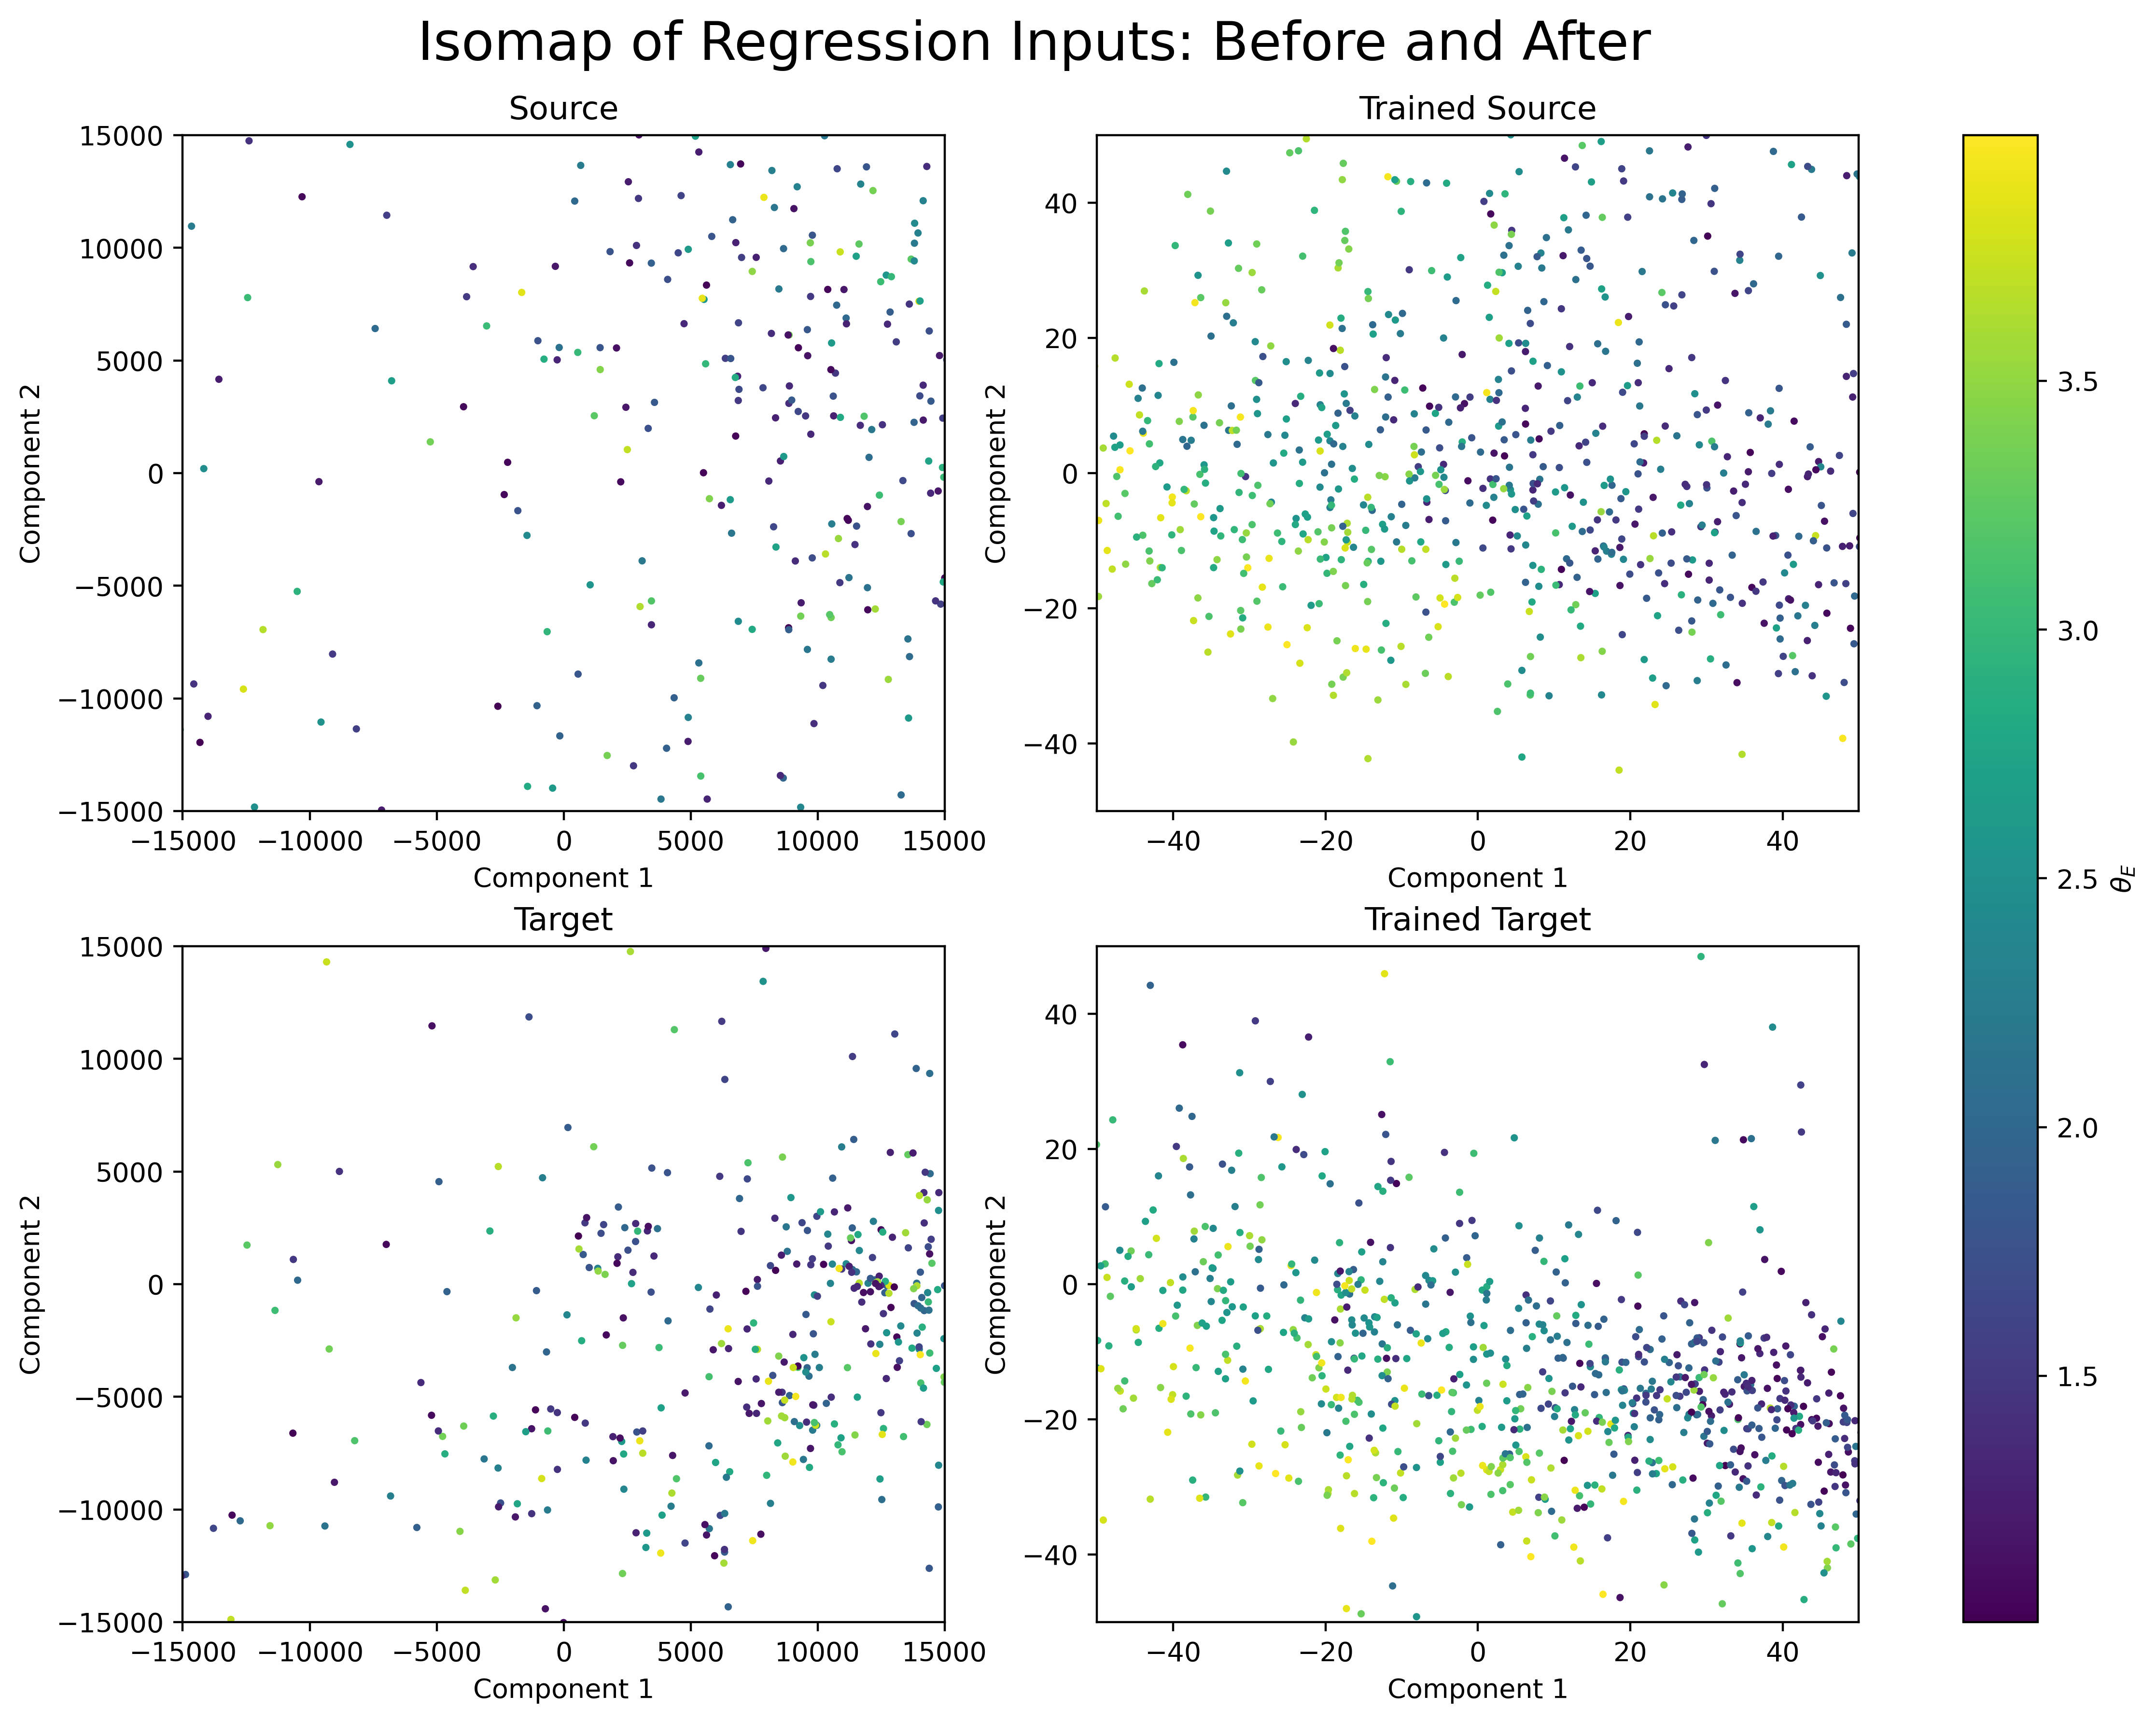 Isomap of Regression Inputs: Before and After
Source
Trained Source
15000
10000
5000
0
−5000
−10000
−15000
Component 2
−15000 −10000 −5000 0 5000 10000 15000
Component 1
40
20
0
−20
−40
Component 2
−40 −20 0 20 40
Component 1
Target
Trained Target
15000
10000
5000
0
−5000
−10000
−15000
Component 2
−15000 −10000 −5000 0 5000 10000 15000
Component 1
40
20
0
−20
−40
Component 2
−40 −20 0 20 40
Component 1
3.5
3.0
2.5
2.0
1.5
θ_E